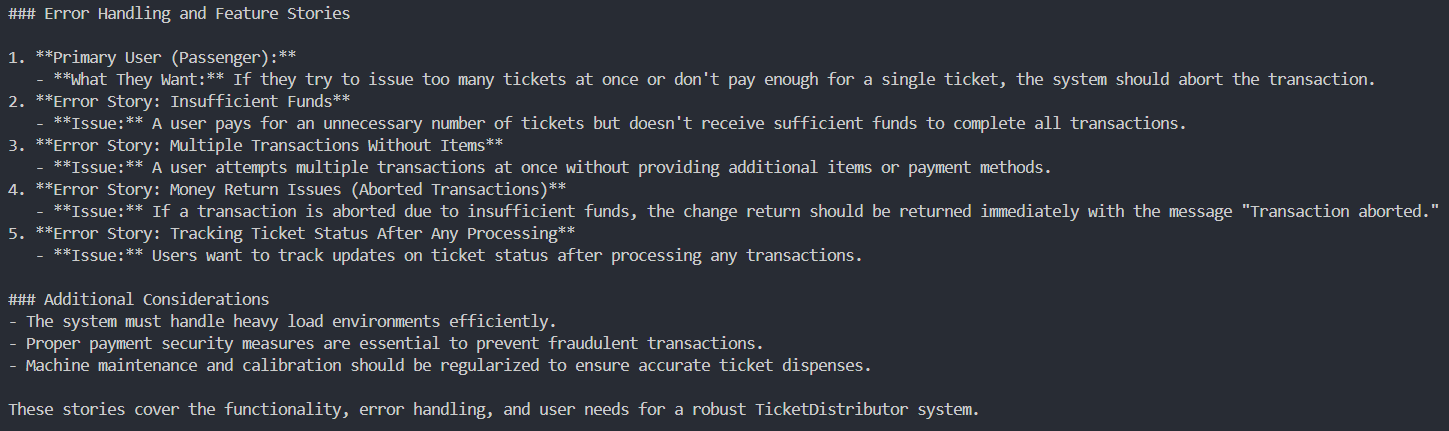 ### Error Handling and Feature Stories
1. **Primary User (Passenger):**
- **What They Want:** If they try to issue too many tickets at once or don't pay enough for a single ticket, the system should abort the transaction.
2. **Error Story: Insufficient Funds**
- **Issue:** A user pays for an unnecessary number of tickets but doesn't receive sufficient funds to complete all transactions.
3. **Error Story: Multiple Transactions Without Items**
- **Issue:** A user attempts multiple transactions at once without providing additional items or payment methods.
4. **Error Story: Money Return Issues (Aborted Transactions)**
- **Issue:** If a transaction is aborted due to insufficient funds, the change return should be returned immediately with the message "Transaction aborted."
5. **Error Story: Tracking Ticket Status After Any Processing**
- **Issue:** Users want to track updates on ticket status after processing any transactions.
### Additional Considerations
- The system must handle heavy load environments efficiently.
- Proper payment security measures are essential to prevent fraudulent transactions.
- Machine maintenance and calibration should be regularized to ensure accurate ticket dispenses.
These stories cover the functionality, error handling, and user needs for a robust TicketDistributor system.